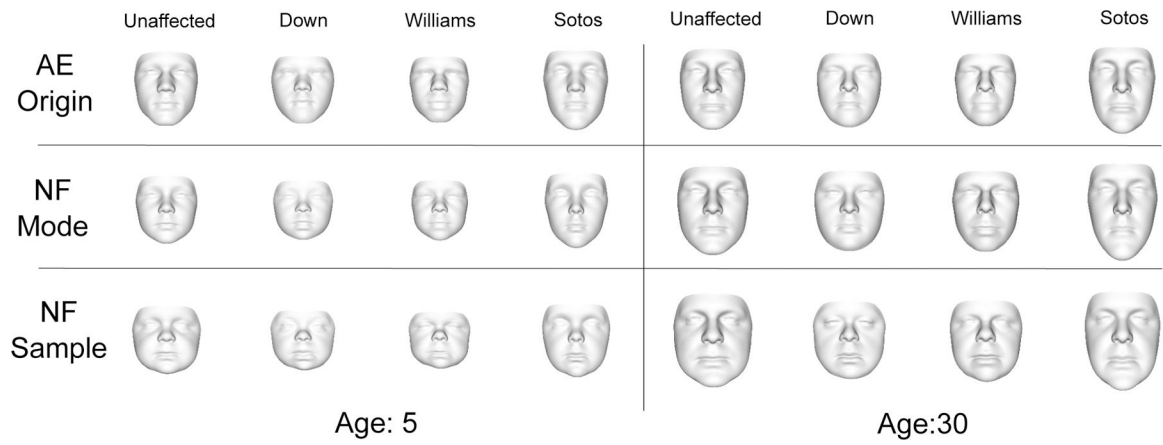 Unaffected Down Williams Sotos Unaffected Down Williams Sotos
AE
Origin
NF
Mode
NF
Sample
Age: 5 Age:30